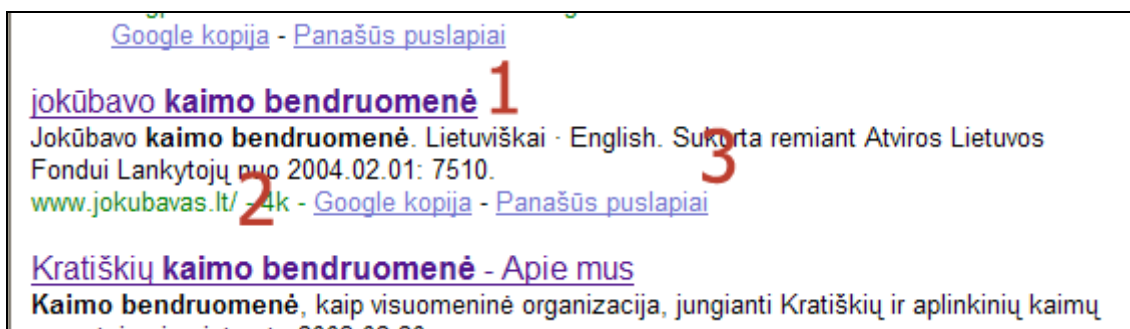 Google kopija - Panašūs puslapiai
jokūbavo kaimo bendruomenė 1
Jokūbavo kaimo bendruomenė. Lietuviškai · English. Sukurta remiant Atviros Lietuvos
3
Fondui Lankytojų nuo 2004.02.01: 7510.
2
www.jokubavas.lt/ - 4k - Google kopija - Panašūs puslapiai
Kratiškių kaimo bendruomenė - Apie mus
Kaimo bendruomenė, kaip visuomeninė organizacija, jungianti Kratiškių ir aplinkinių kaimų